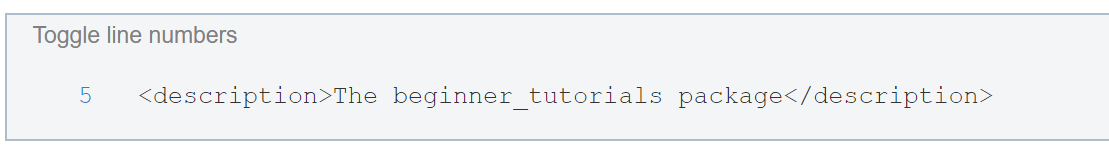 Toggle line numbers
5 <description>The beginner_tutorials package</description>